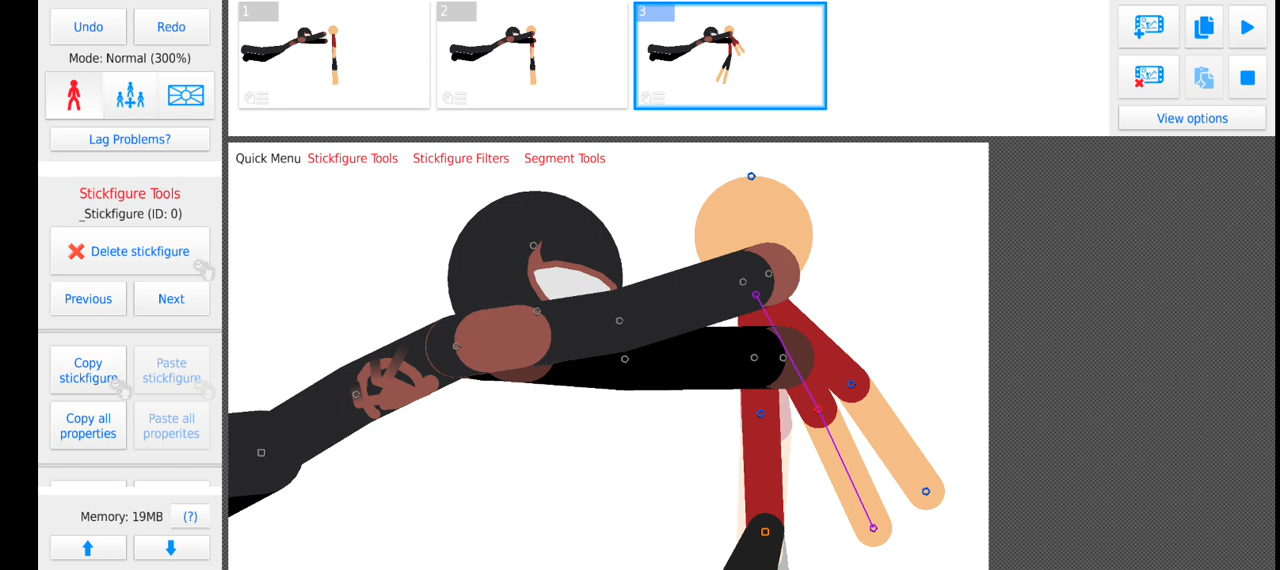 Undo
Redo
Mode: Normal (300%)
Lag Problems?
Stickfigure Tools
_Stickfigure (ID: 0)
Delete stickfigure
Previous
Next
Copy
stickfigure
Paste
stickfigure
Copy all
properties
Paste all
properites
Memory: 19MB
(?)
1
2
3
View options
Quick Menu
Stickfigure Tools
Stickfigure Filters
Segment Tools